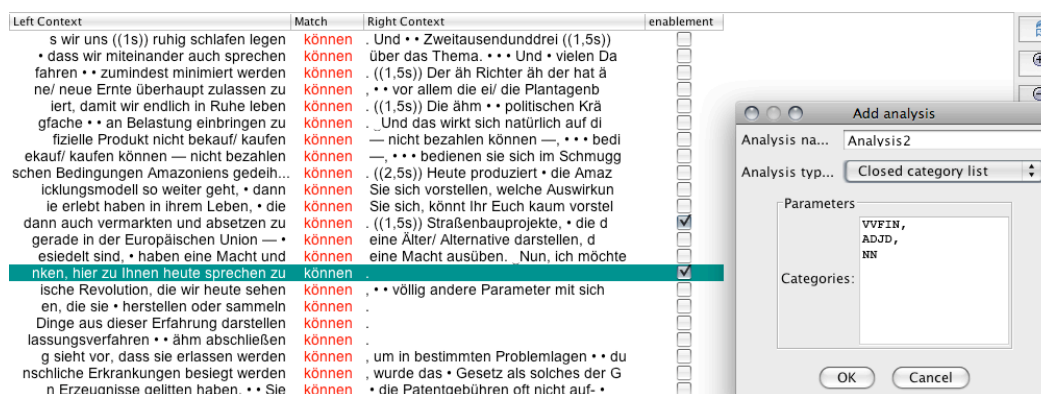 Left Context Match Right Context enablement
s wir uns ((1s)) ruhig schlafen legen können . Und • • Zweitausendunddrei ((1,5s))
• dass wir miteinander auch sprechen können über das Thema. • • • Und • vielen Da
fahren • • zumindest minimiert werden können . ((1,5s)) Der äh Richter äh der hat ä
ne/ neue Ernte überhaupt zulassen zu können , • • vor allem die ei/ die Plantagenb
iert, damit wir endlich in Ruhe leben können . ((1,5s)) Die ähm • • politischen Krä
gfache • • an Belastung einbringen zu können . ‿Und das wirkt sich natürlich auf di
fizielle Produkt nicht bekauf/ kaufen können — nicht bezahlen können —, • • • bedi
ekauf/ kaufen können — nicht bezahlen können —, • • • bedienen sie sich im Schmugg
schen Bedingungen Amazoniens gedeih... können . ((2,5s)) Heute produziert • die Amaz
icklungsmodell so weiter geht, • dann können Sie sich vorstellen, welche Auswirkun
ie erlebt haben in ihrem Leben, • die können Sie sich, könnt Ihr Euch kaum vorstel
dann auch vermarkten und absetzen zu können . ((1,5s)) Straßenbauprojekte, • die d
gerade in der Europäischen Union — • können eine Älter/ Alternative darstellen, d
esiedelt sind, • haben eine Macht und können eine Macht ausüben. ‿Nun, ich möchte
nken, hier zu Ihnen heute sprechen zu können .
ische Revolution, die wir heute sehen können , • • völlig andere Parameter mit sich
en, die sie • herstellen oder sammeln können .
Dinge aus dieser Erfahrung darstellen können .
lassungsverfahren • • ähm abschließen können .
g sieht vor, dass sie erlassen werden können , um in bestimmten Problemlagen • • du
nschliche Erkrankungen besiegt werden können , wurde das • Gesetz als solches der G
n Erzeugnisse gelitten haben. • • Sie können • die Patentgebühren oft nicht auf- •
Add analysis
Analysis na... Analysis2
Analysis typ... Closed category list
Parameters
Categories:
VVFIN,
ADJD,
NN
OK Cancel